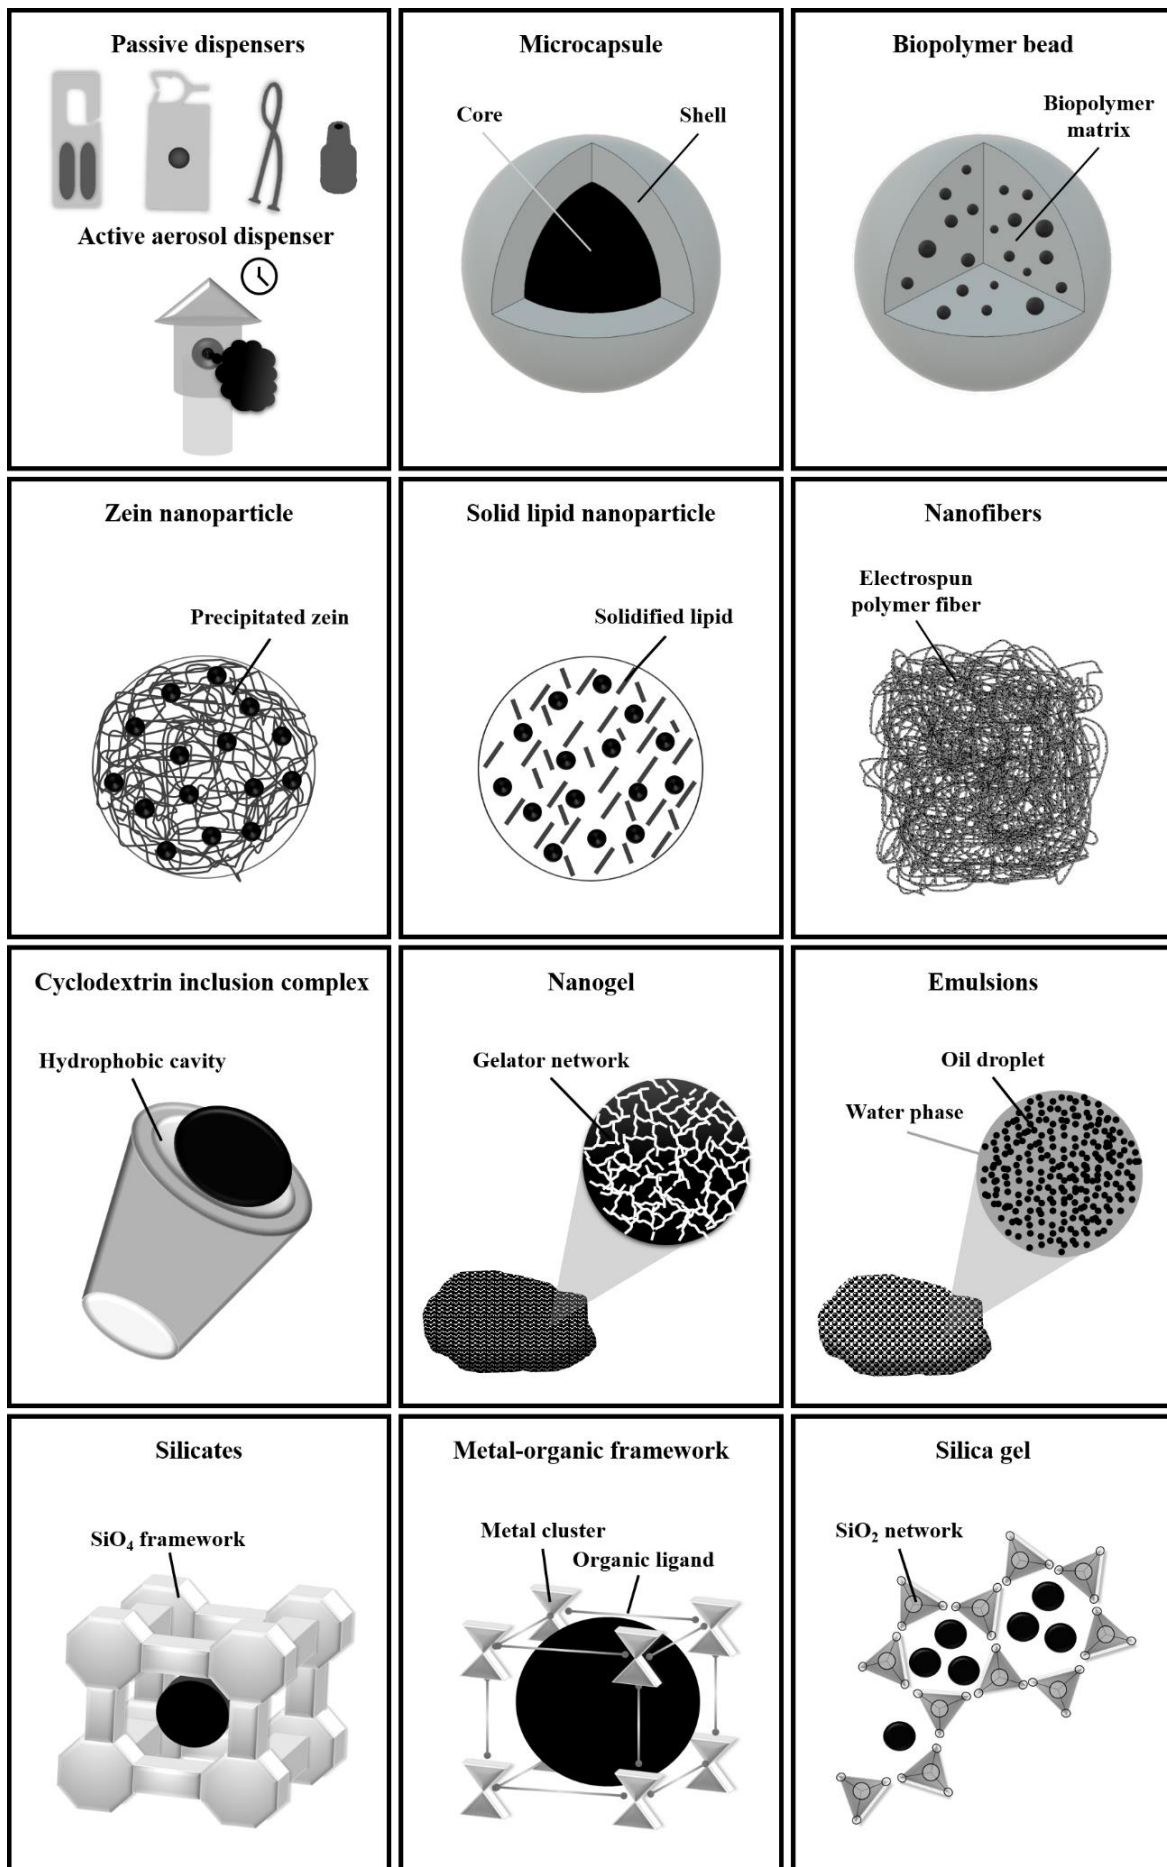 Passive dispensers
Active aerosol dispenser
Microcapsule
Core
Shell
Biopolymer bead
Biopolymer
matrix
Zein nanoparticle
Precipitated zein
Solid lipid nanoparticle
Solidified lipid
Nanofibers
Electrospun
polymer fiber
Cyclodextrin inclusion complex
Hydrophobic cavity
Nanogel
Gelator network
Emulsions
Oil droplet
Water phase
Silicates
SiO₄ framework
Metal-organic framework
Metal cluster
Organic ligand
Silica gel
SiO₂ network